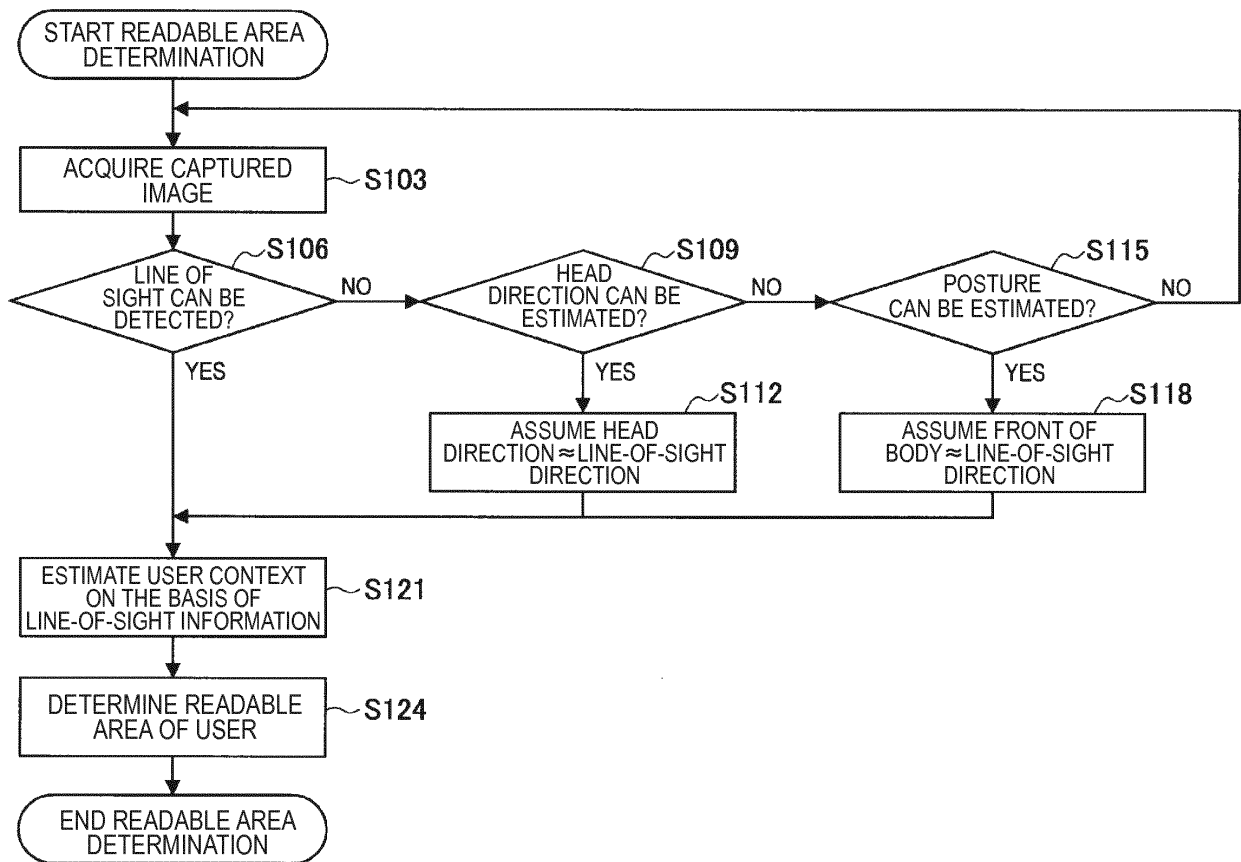 START READABLE AREA
DETERMINATION
ACQUIRE CAPTURED
IMAGE
S103
S106
LINE OF
SIGHT CAN BE
DETECTED?
NO
YES
S109
HEAD
DIRECTION CAN BE
ESTIMATED?
NO
YES
S115
POSTURE
CAN BE ESTIMATED?
NO
YES
S112
ASSUME HEAD
DIRECTION≈LINE-OF-SIGHT
DIRECTION
S118
ASSUME FRONT OF
BODY≈LINE-OF-SIGHT
DIRECTION
ESTIMATE USER CONTEXT
ON THE BASIS OF
LINE-OF-SIGHT INFORMATION
S121
DETERMINE READABLE
AREA OF USER
S124
END READABLE AREA
DETERMINATION